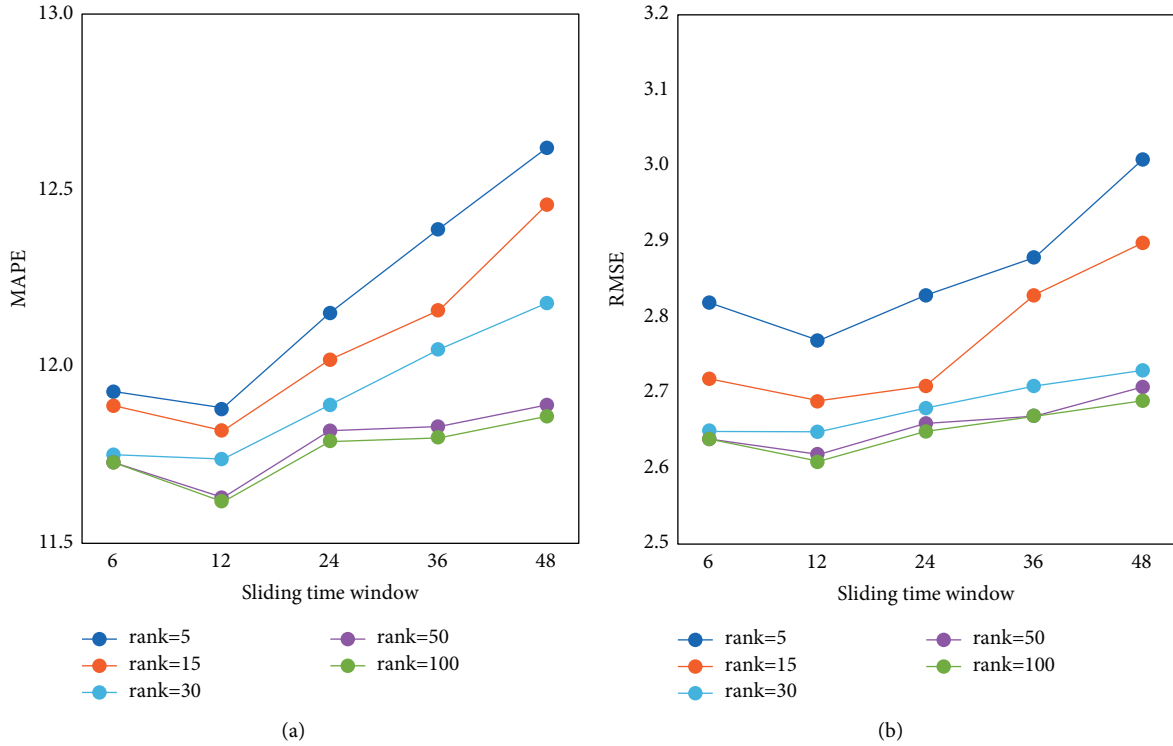 13.0
12.5
12.0
11.5
MAPE
6 12 24 36 48
Sliding time window
rank=5
rank=15
rank=30
rank=50
rank=100
(a)
3.2
3.1
3.0
2.9
2.8
2.7
2.6
2.5
RMSE
6 12 24 36 48
Sliding time window
rank=5
rank=15
rank=30
rank=50
rank=100
(b)